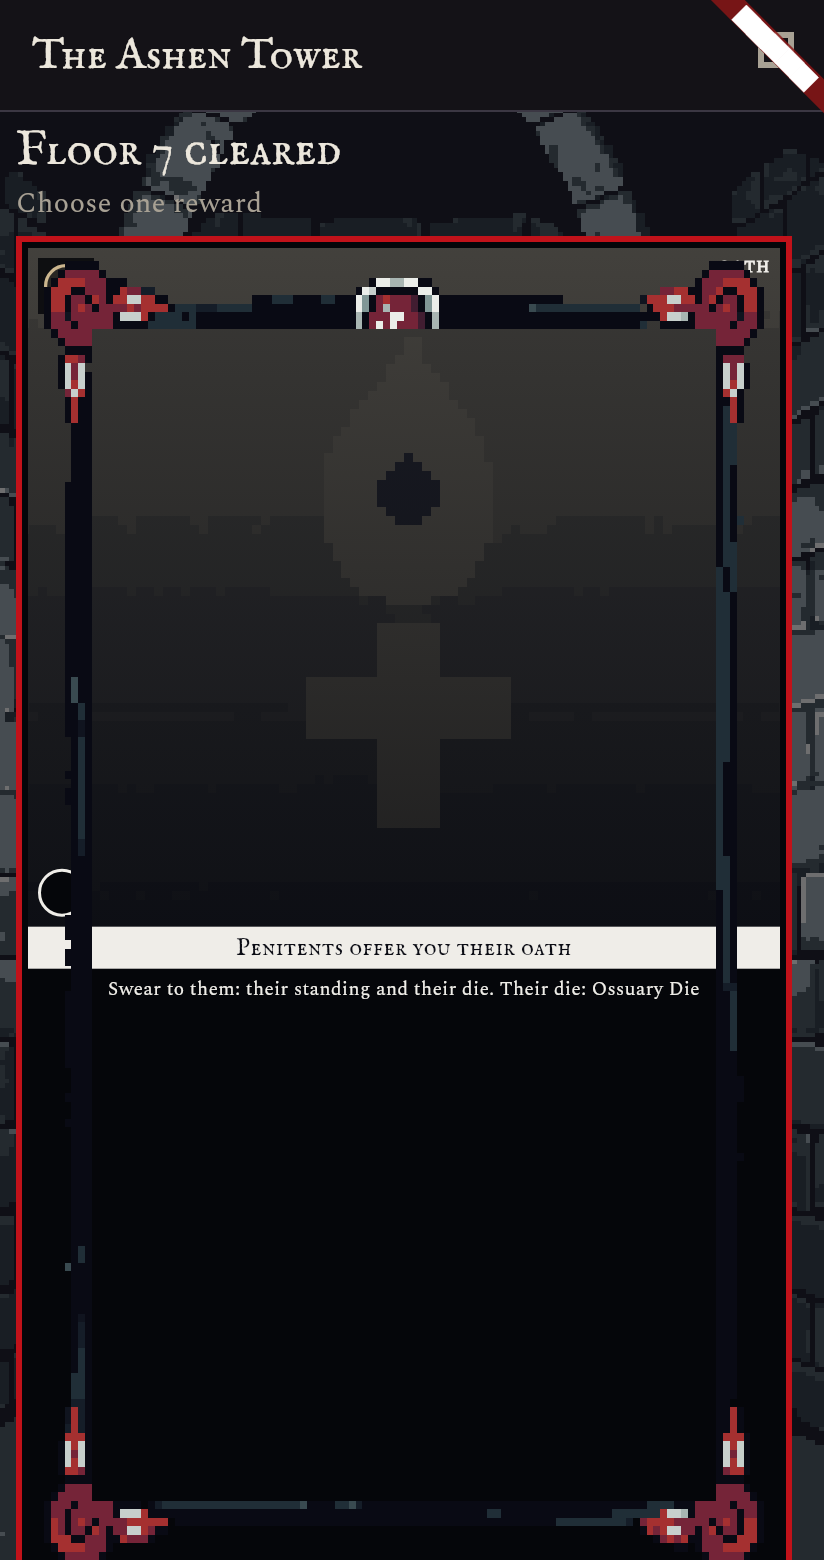 The Ashen Tower
Floor 7 cleared
Choose one reward
Penitents offer you their oath
Swear to them: their standing and their die. Their die: Ossuary Die